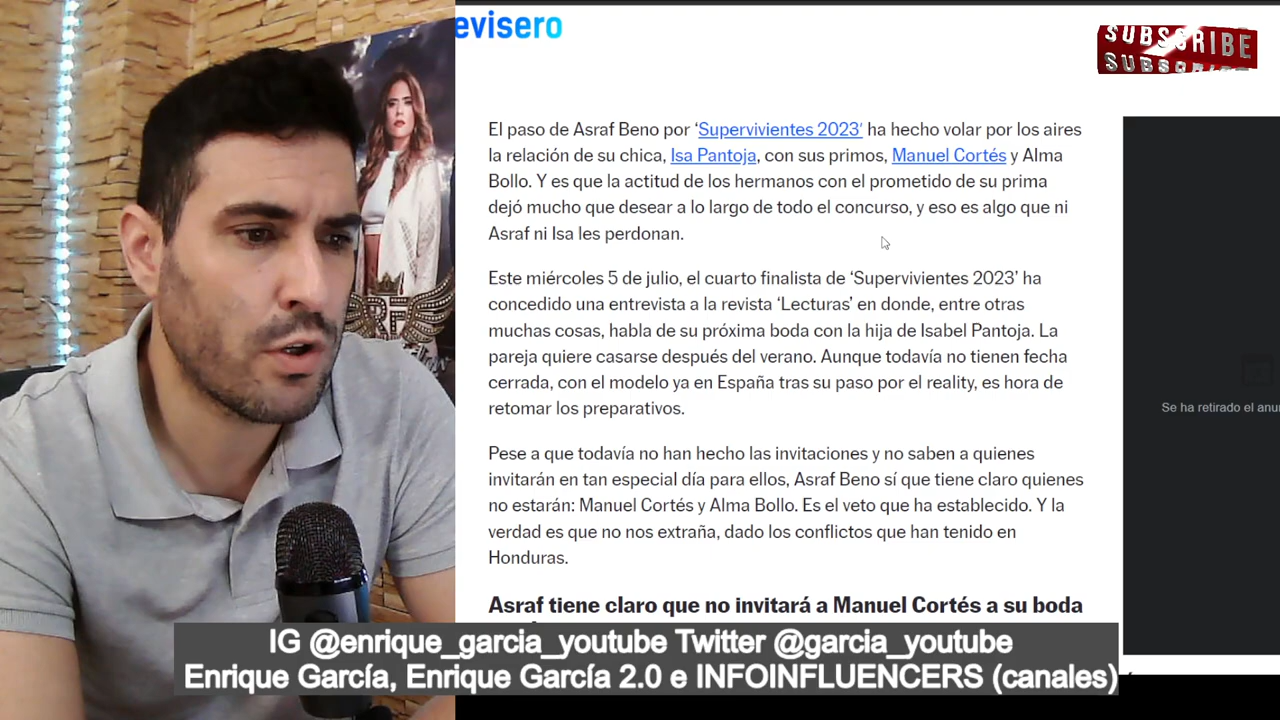 evisero
SUBSCRIBE
SUBSCRIBE
El paso de Asraf Beno por ‘Supervivientes 2023’ ha hecho volar por los aires
la relación de su chica, Isa Pantoja, con sus primos, Manuel Cortés y Alma
Bollo. Y es que la actitud de los hermanos con el prometido de su prima
dejó mucho que desear a lo largo de todo el concurso, y eso es algo que ni
Asraf ni Isa les perdonan.
Este miércoles 5 de julio, el cuarto finalista de ‘Supervivientes 2023’ ha
concedido una entrevista a la revista ‘Lecturas’ en donde, entre otras
muchas cosas, habla de su próxima boda con la hija de Isabel Pantoja. La
pareja quiere casarse después del verano. Aunque todavía no tienen fecha
cerrada, con el modelo ya en España tras su paso por el reality, es hora de
retomar los preparativos.
Se ha retirado el anu
Pese a que todavía no han hecho las invitaciones y no saben a quienes
invitarán en tan especial día para ellos, Asraf Beno sí que tiene claro quienes
no estarán: Manuel Cortés y Alma Bollo. Es el veto que ha establecido. Y la
verdad es que no nos extraña, dado los conflictos que han tenido en
Honduras.
Asraf tiene claro que no invitará a Manuel Cortés a su boda
RF
IG @enrique_garcia_youtube Twitter @garcia_youtube
Enrique García, Enrique García 2.0 e INFOINFLUENCERS (canales)